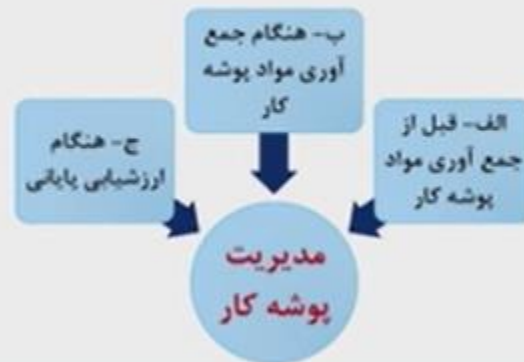 الف- قبل از
جمع آوری مواد
پوشه کار
ب- هنگام جمع
آوری مواد پوشه
کار
ج- هنگام
ارزشیابی پایانی
مدیریت
پوشه کار